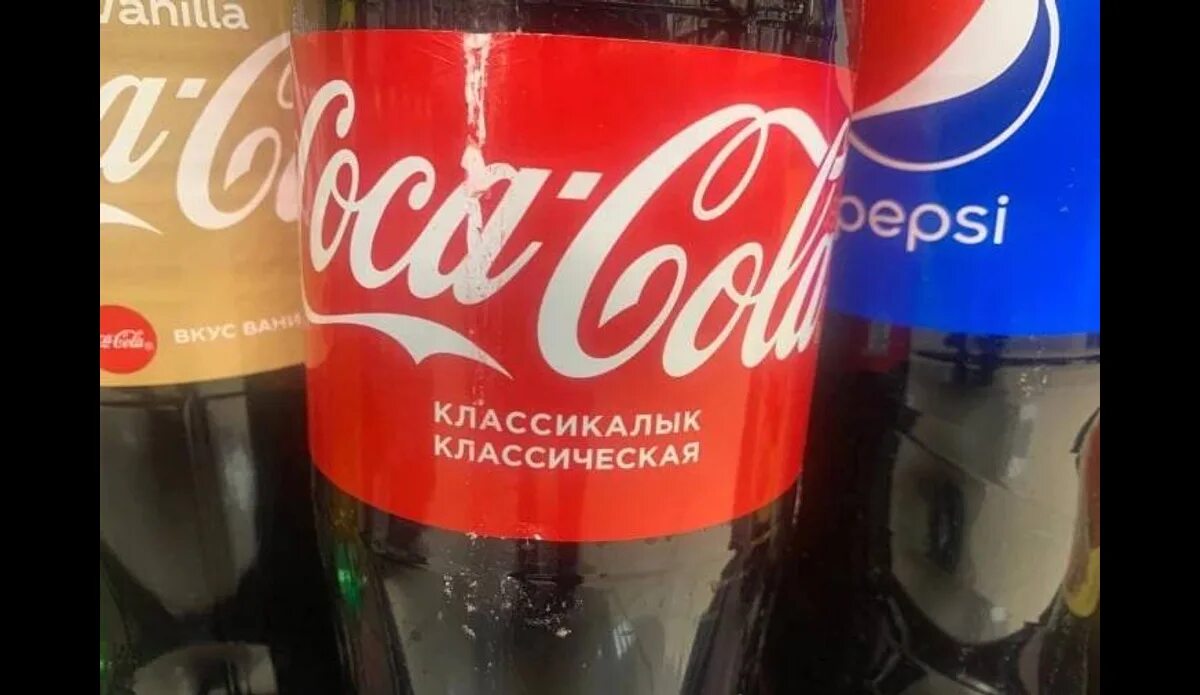 Vanilla
a-C
Coca-Cola
ВКУС ВАНИ
Coca-Cola
КЛАССИКАЛЫК
КЛАССИЧЕСКАЯ
pepsi